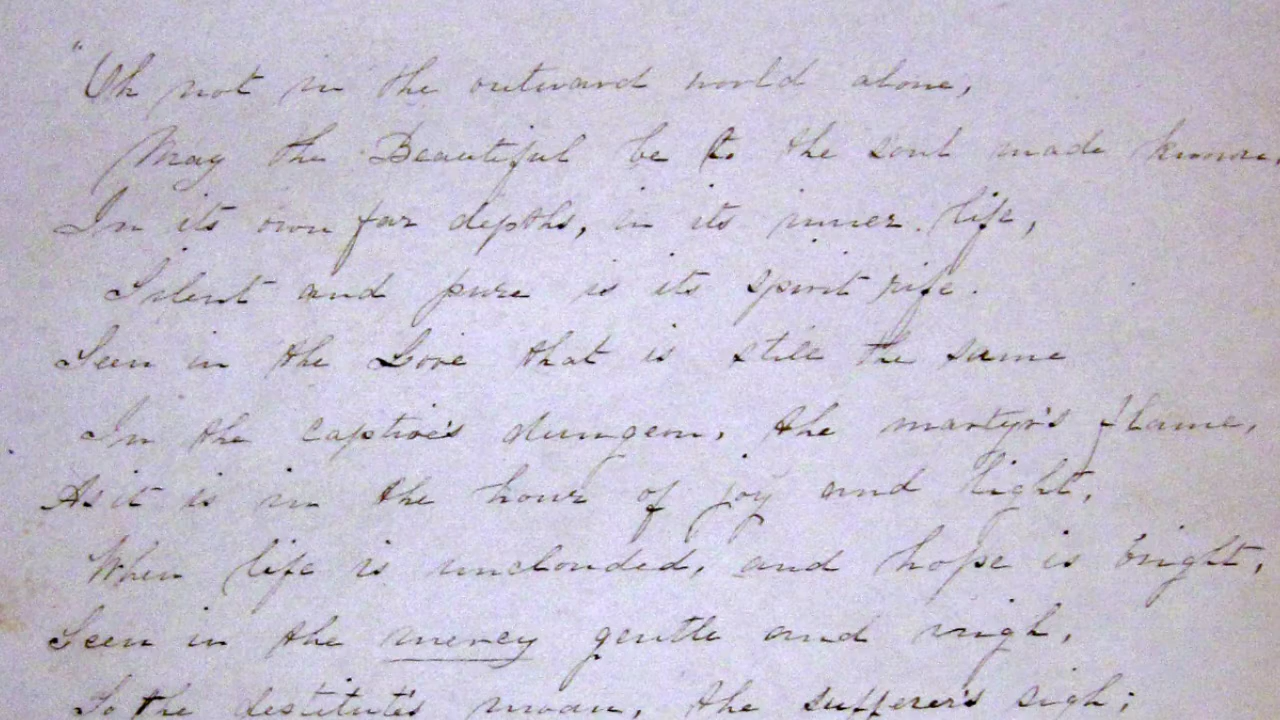 "Oh not in the outward world alone,
May the Beautiful be to the soul made known,
In its own far depths, in its inner life,
Silent and pure is its spirit rife.
Seen in the Love that is still the same
In the captive's dungeon, the martyr's flame,
As it is in the hour of joy and light,
When life is unclouded, and hope is bright,
Seen in the mercy gentle and nigh,
To the destitute's moan, the sufferer's sigh;